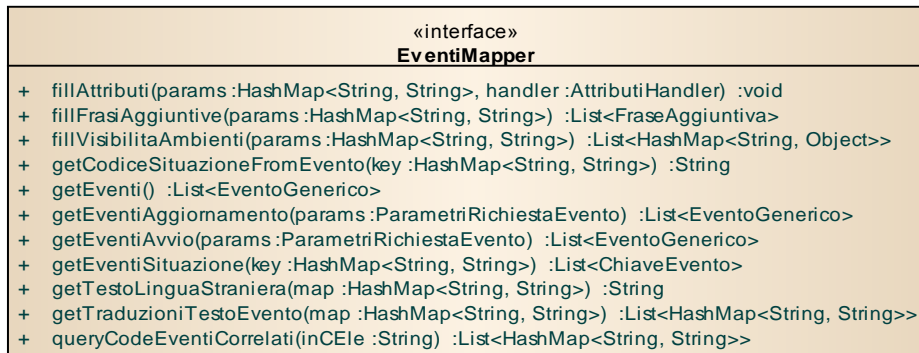 «interface»
EventiMapper
+ fillAttributi(params :HashMap<String, String>, handler :AttributiHandler) :void
+ fillFrasiAggiuntive(params :HashMap<String, String>) :List<FraseAggiuntiva>
+ fillVisibilitaAmbienti(params :HashMap<String, String>) :List<HashMap<String, Object>>
+ getCodiceSituazioneFromEvento(key :HashMap<String, String>) :String
+ getEventi() :List<EventoGenerico>
+ getEventiAggiornamento(params :ParametriRichiestaEvento) :List<EventoGenerico>
+ getEventiAvvio(params :ParametriRichiestaEvento) :List<EventoGenerico>
+ getEventiSituazione(key :HashMap<String, String>) :List<ChiaveEvento>
+ getTestoLinguaStraniera(map :HashMap<String, String>) :String
+ getTraduzioniTestoEvento(map :HashMap<String, String>) :List<HashMap<String, String>>
+ queryCodeEventiCorrelati(inCEle :String) :List<HashMap<String, String>>